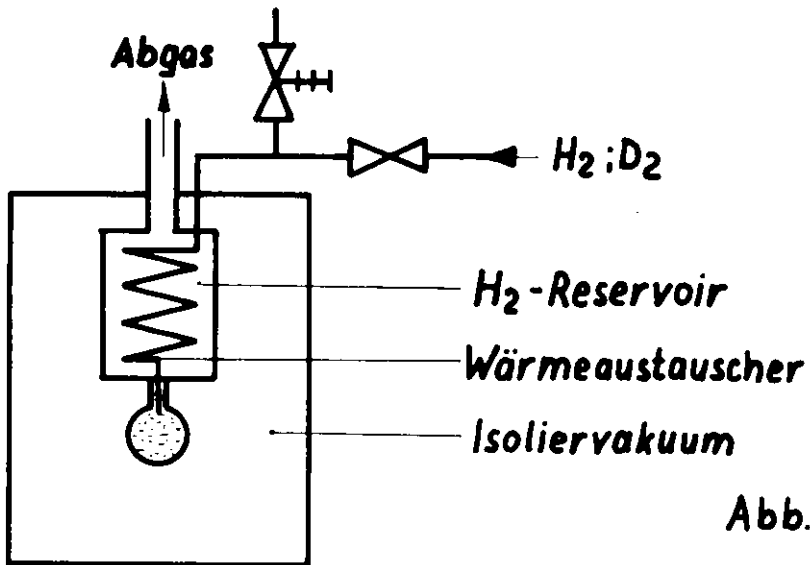 Abgas
H₂;D₂
H₂-Reservoir
Wärmeaustauscher
Isoliervakuum
Abb.